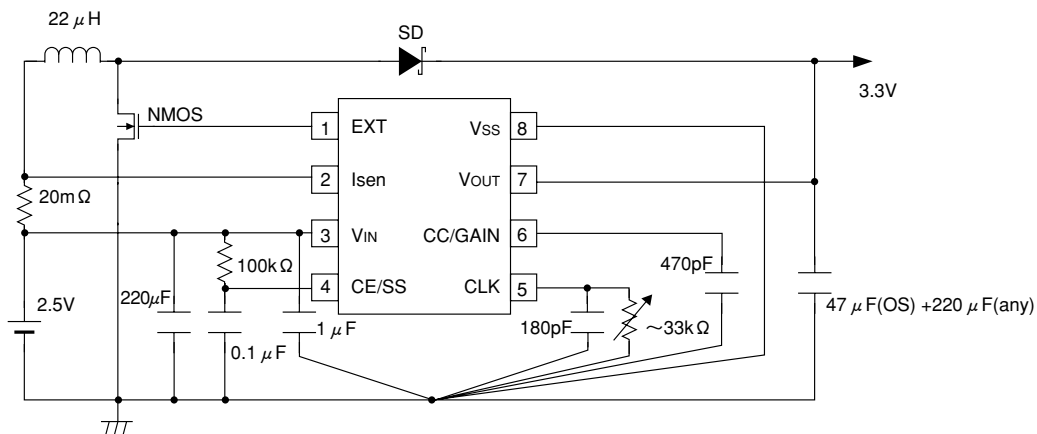 22 μH
SD
3.3V
NMOS
1 EXT
VSS 8
2 Isen
VOUT 7
20mΩ
3 VIN
CC/GAIN 6
100kΩ
470pF
4 CE/SS
CLK 5
2.5V
220μF
1 μF
180pF
~33kΩ
47 μF(OS) +220 μF(any)
0.1 μF